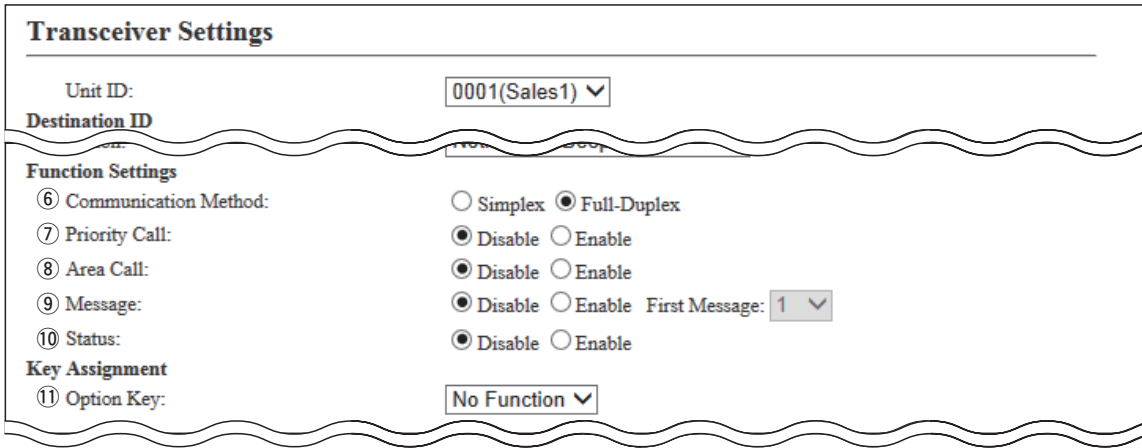 Transceiver Settings
Unit ID: 0001(Sales1)
Destination ID
Function Settings
⑥ Communication Method: Simplex Full-Duplex
⑦ Priority Call: Disable Enable
⑧ Area Call: Disable Enable
⑨ Message: Disable Enable First Message: 1
⑩ Status: Disable Enable
Key Assignment
⑪ Option Key: No Function